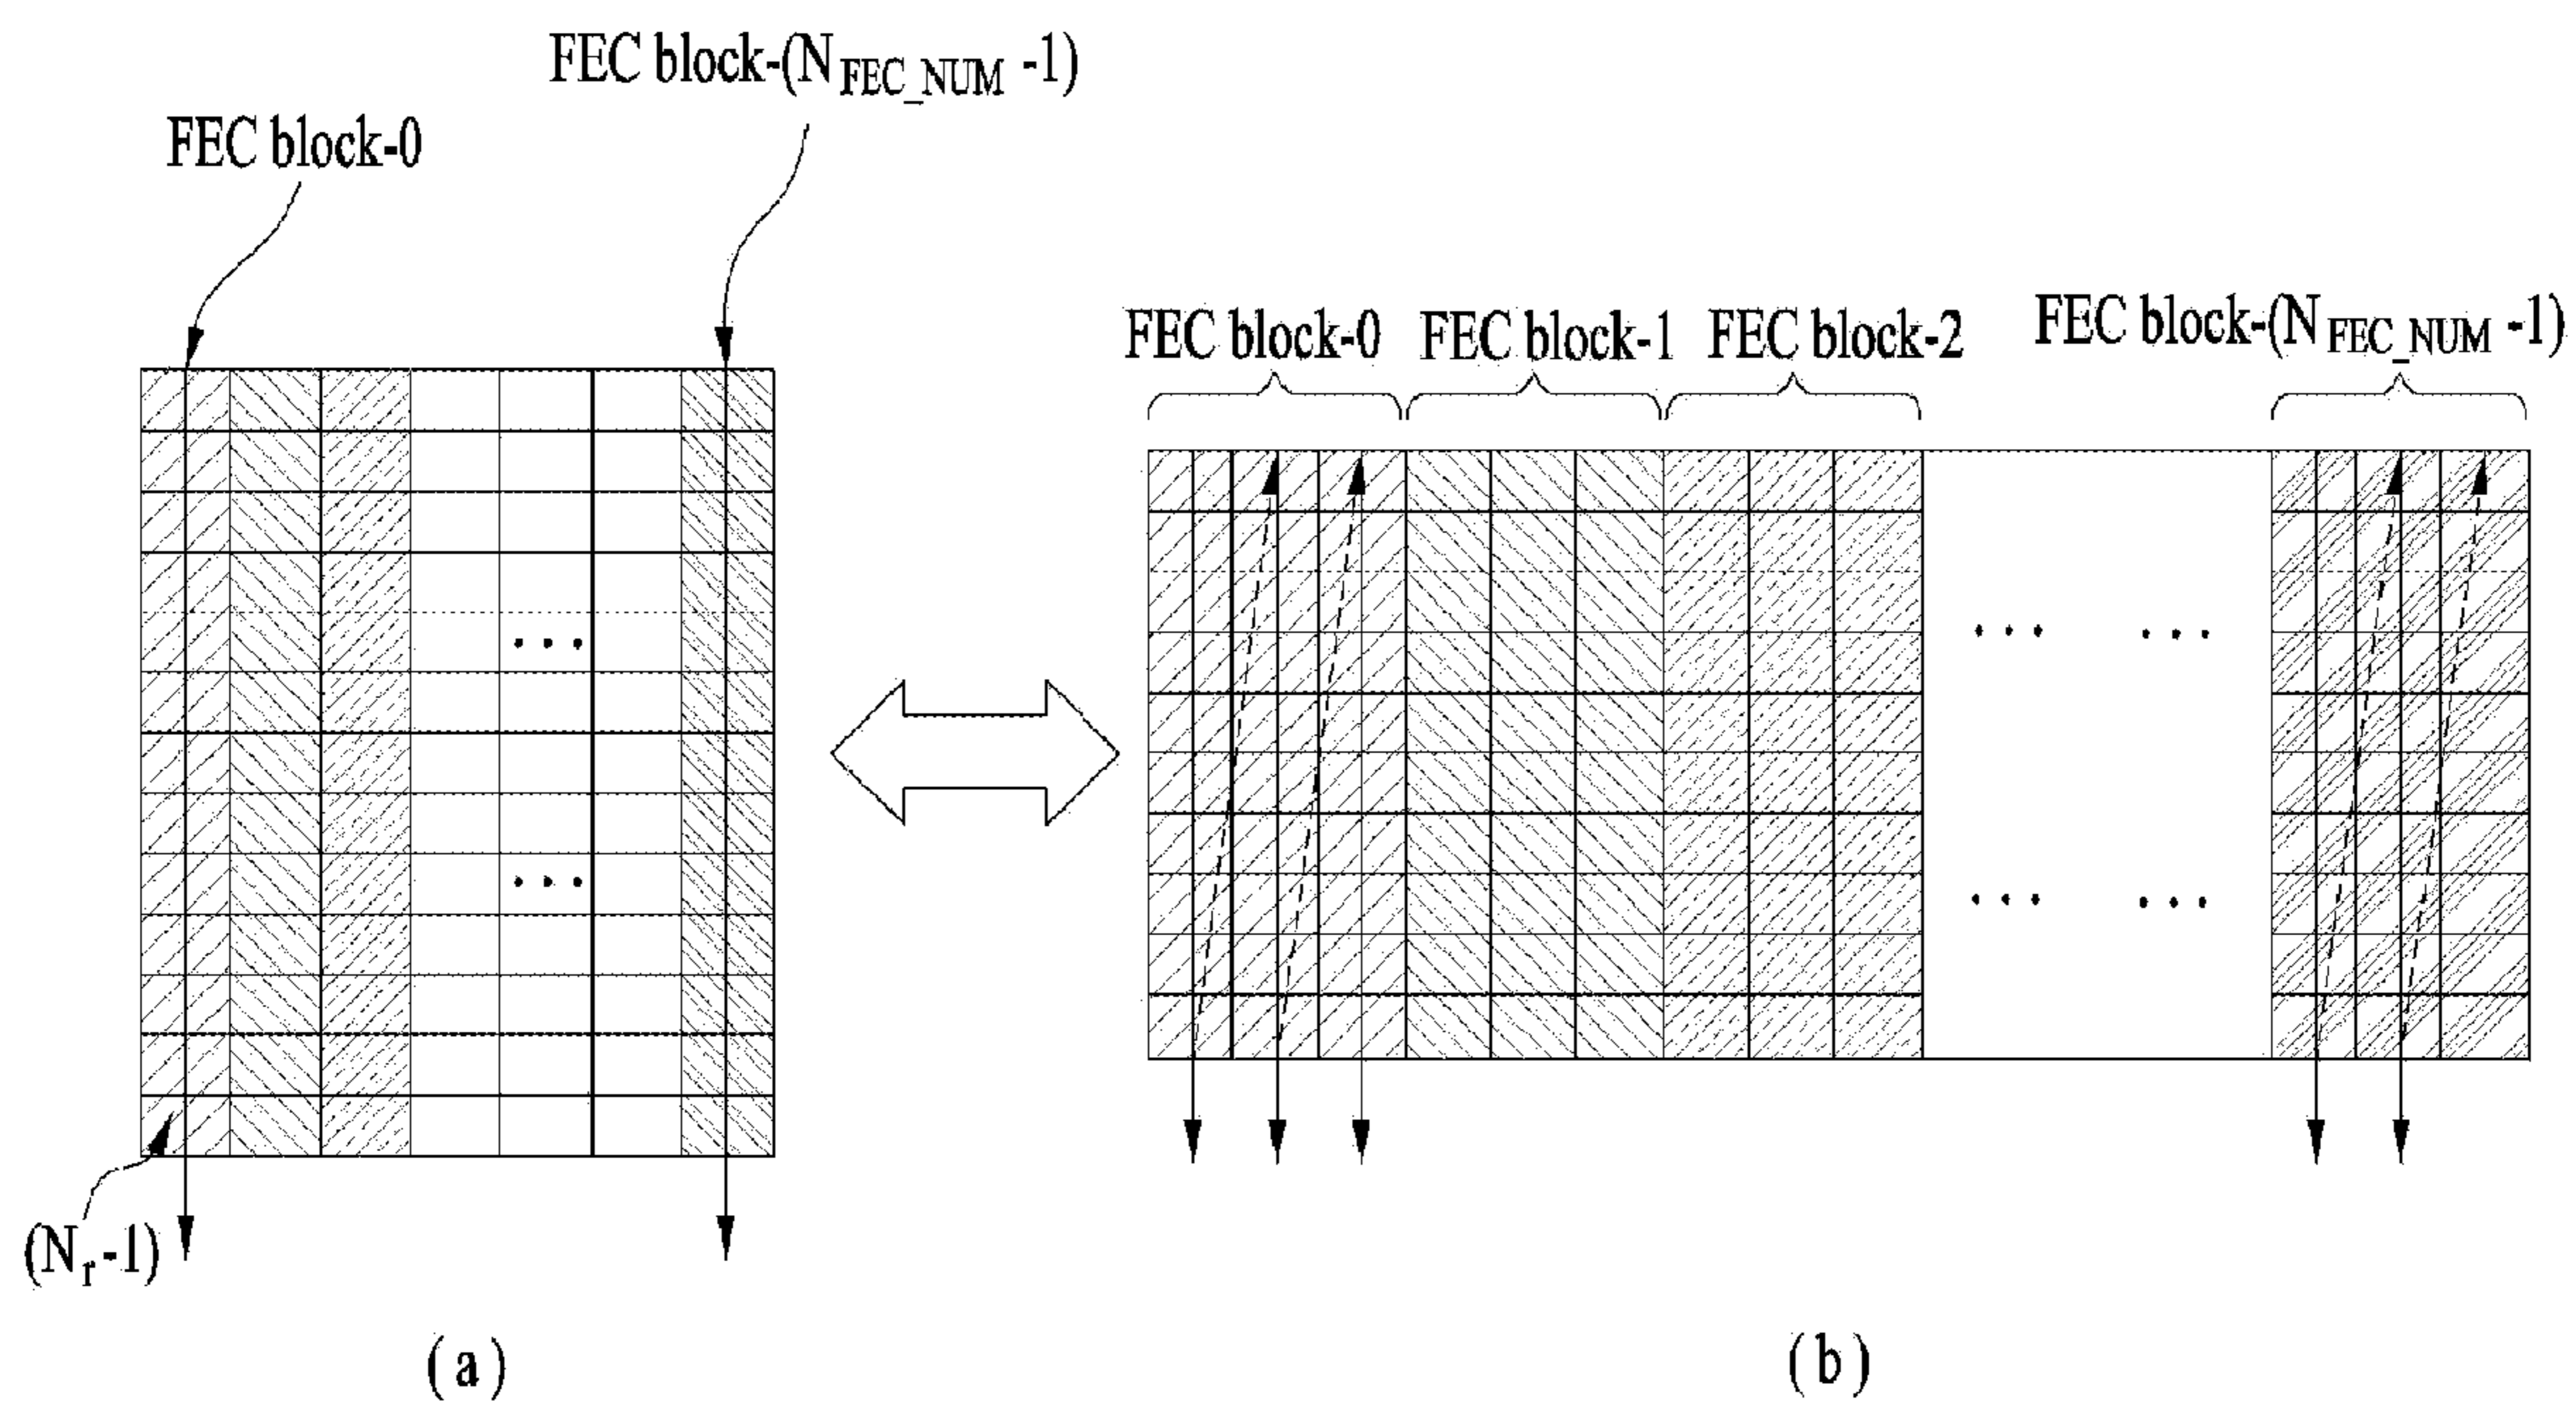 FEC block-(N FEC_NUM -1)
FEC block-0
FEC block-0 FEC block-1 FEC block-2 FEC block-(N FEC_NUM -1)
... ... ...
... ... ...
(Nr-1)
(a) (b)